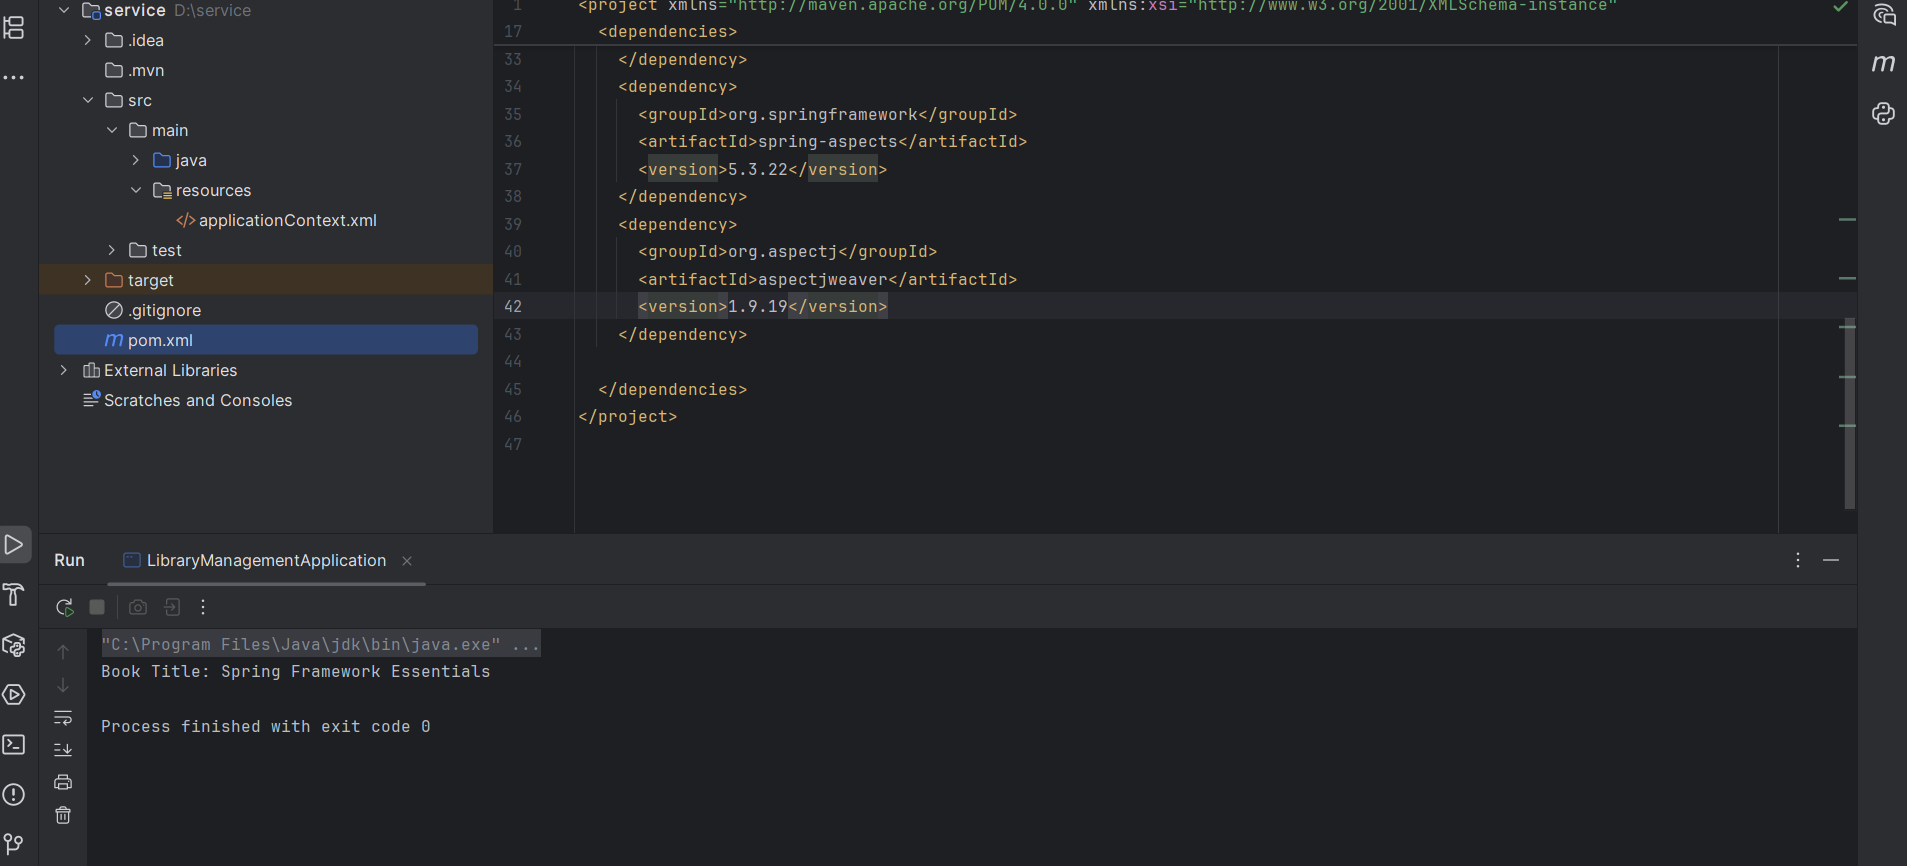 service D:\service
.idea
.mvn
src
main
java
resources
</> applicationContext.xml
test
target
.gitignore
m pom.xml
External Libraries
Scratches and Consoles
1 <project xmlns="http://maven.apache.org/POM/4.0.0" xmlns:xsi="http://www.w3.org/2001/XMLSchema-instance"
17 <dependencies>
33 </dependency>
34 <dependency>
35 <groupId>org.springframework</groupId>
36 <artifactId>spring-aspects</artifactId>
37 <version>5.3.22</version>
38 </dependency>
39 <dependency>
40 <groupId>org.aspectj</groupId>
41 <artifactId>aspectjweaver</artifactId>
42 <version>1.9.19</version>
43 </dependency>
44
45 </dependencies>
46 </project>
47
m
Run LibraryManagementApplication
"C:\Program Files\Java\jdk\bin\java.exe" ...
Book Title: Spring Framework Essentials
Process finished with exit code 0